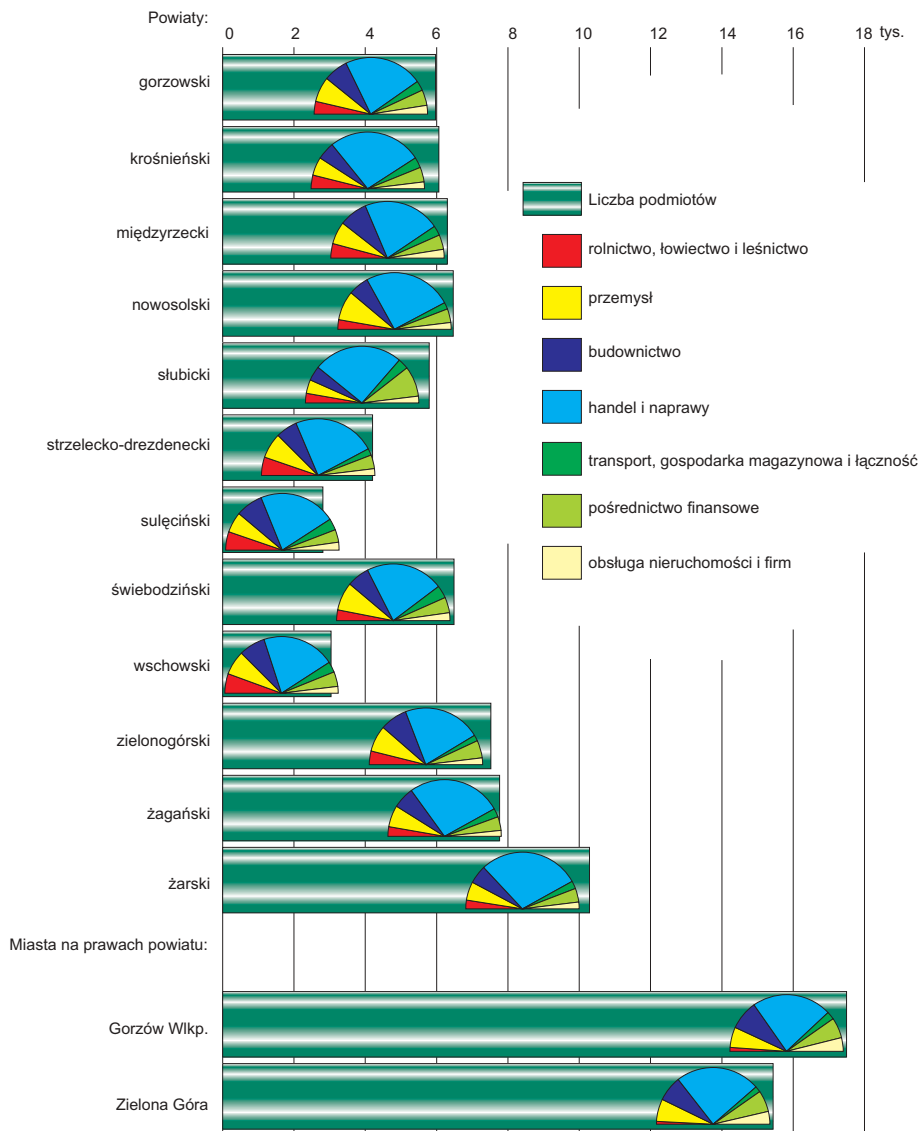 Powiaty:
0 2 4 6 8 10 12 14 16 18 tys.
gorzowski
krośnieński
międzyrzecki
nowosolski
słubicki
strzelecko-drezdenecki
sulęciński
świebodziński
wschowski
zielonogórski
żagański
żarski
Miasta na prawach powiatu:
Gorzów Wlkp.
Zielona Góra
Liczba podmiotów
rolnictwo, łowiectwo i leśnictwo
przemysł
budownictwo
handel i naprawy
transport, gospodarka magazynowa i łączność
pośrednictwo finansowe
obsługa nieruchomości i firm